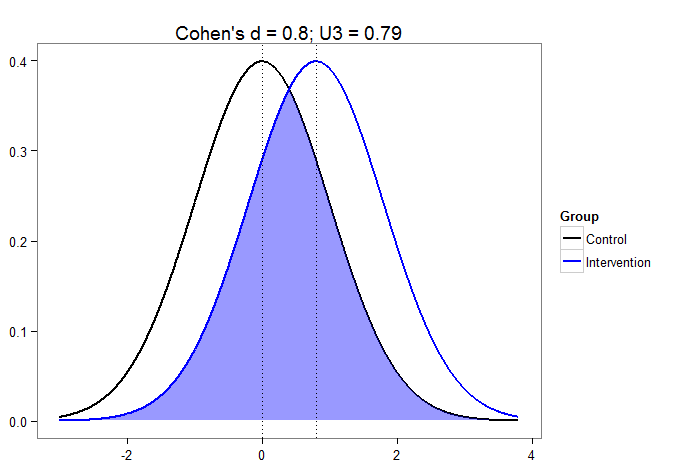 Cohen's d = 0.8; U3 = 0.79
0.4
0.3
0.2
0.1
0.0
-2
0
2
4
Group
Control
Intervention